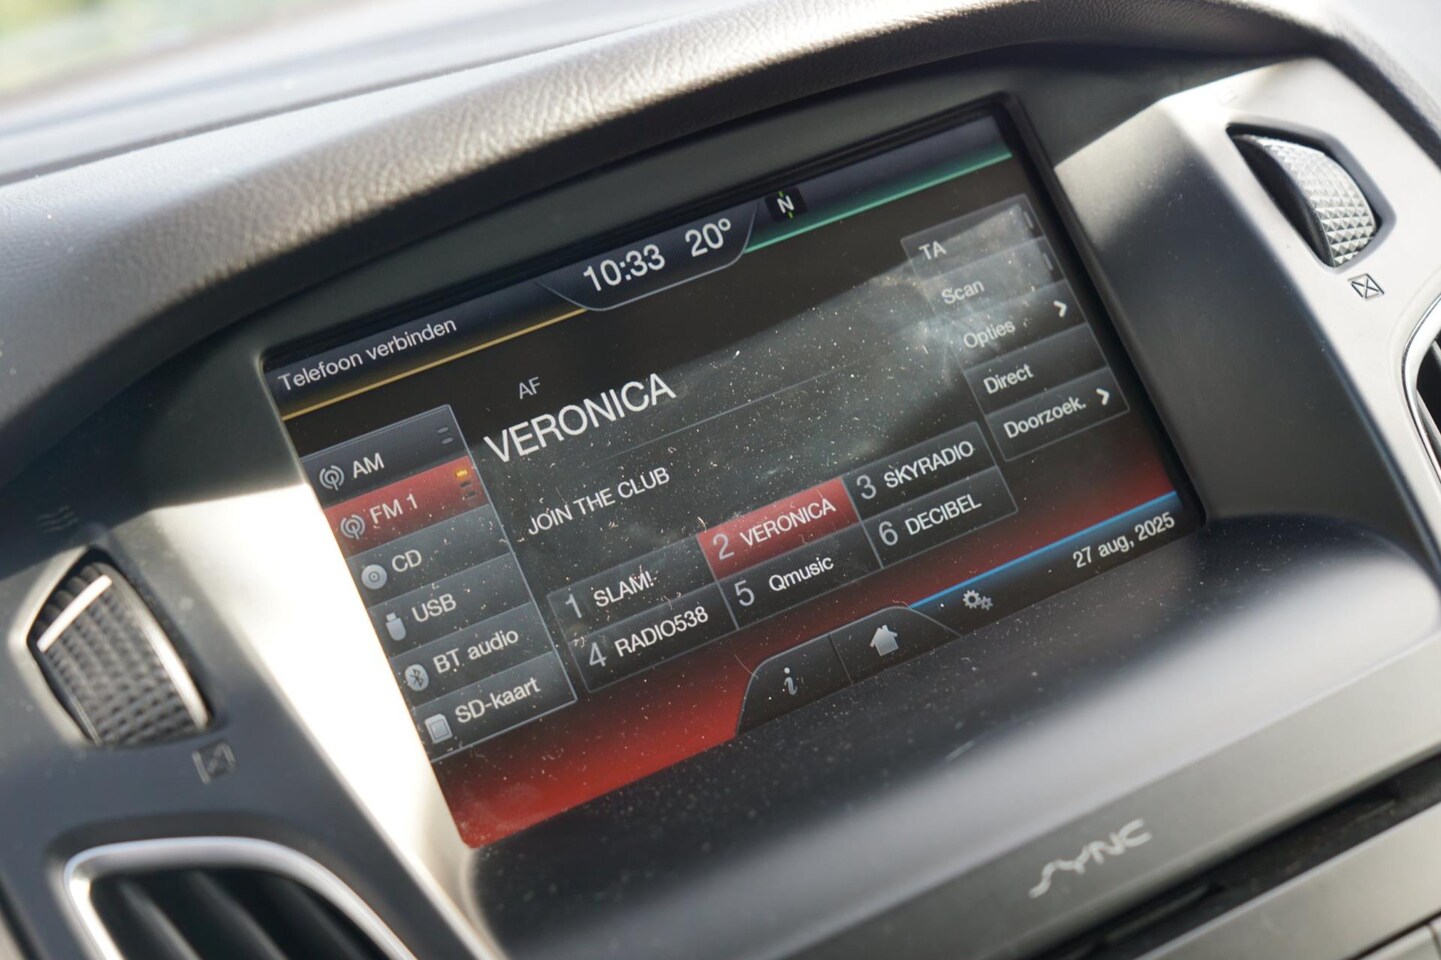 10:33 20° N
Telefoon verbinden
AF
VERONICA
JOIN THE CLUB
AM
FM 1
CD
USB
BT audio
SD-kaart
TA
Scan
Opties
Direct
Doorzoek.
1 SLAM!
2 VERONICA
3 SKYRADIO
4 RADIO538
5 Qmusic
6 DECIBEL
i
27 aug, 2025
SYNC